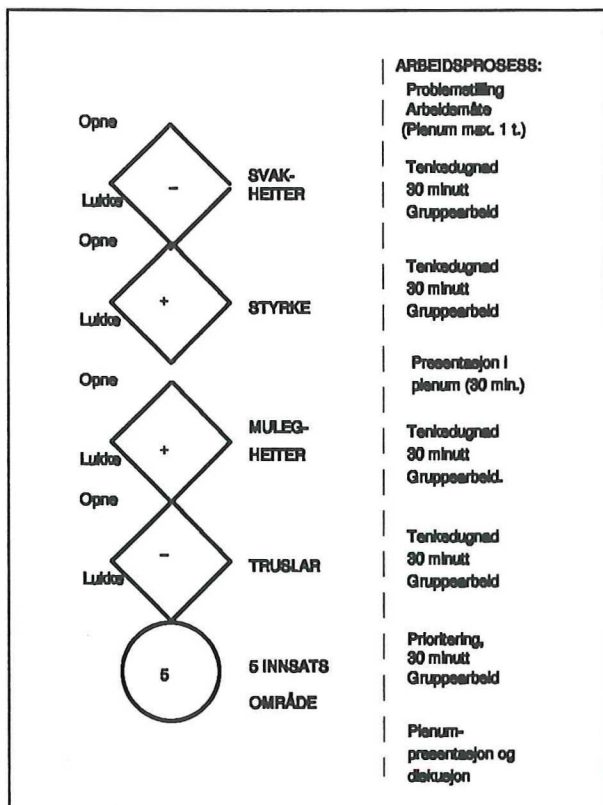 ARBEIDSPROSESS:
Problemstilling
Arbeidsmåte
(Plenum max. 1 t.)
Opne
-
Lukke
SVAK-
HEITER
Tenkedugnad
30 minutt
Gruppearbeid
Opne
+
Lukke
STYRKE
Tenkedugnad
30 minutt
Gruppearbeid
Presentasjon i
plenum (30 min.)
Opne
+
Lukke
MULEG-
HEITER
Tenkedugnad
30 minutt
Gruppearbeid.
Opne
-
Lukke
TRUSLAR
Tenkedugnad
30 minutt
Gruppearbeid
5
5 INNSATS
OMRÅDE
Prioritering,
30 minutt
Gruppearbeid
Plenum-
presentasjon og
diskusjon